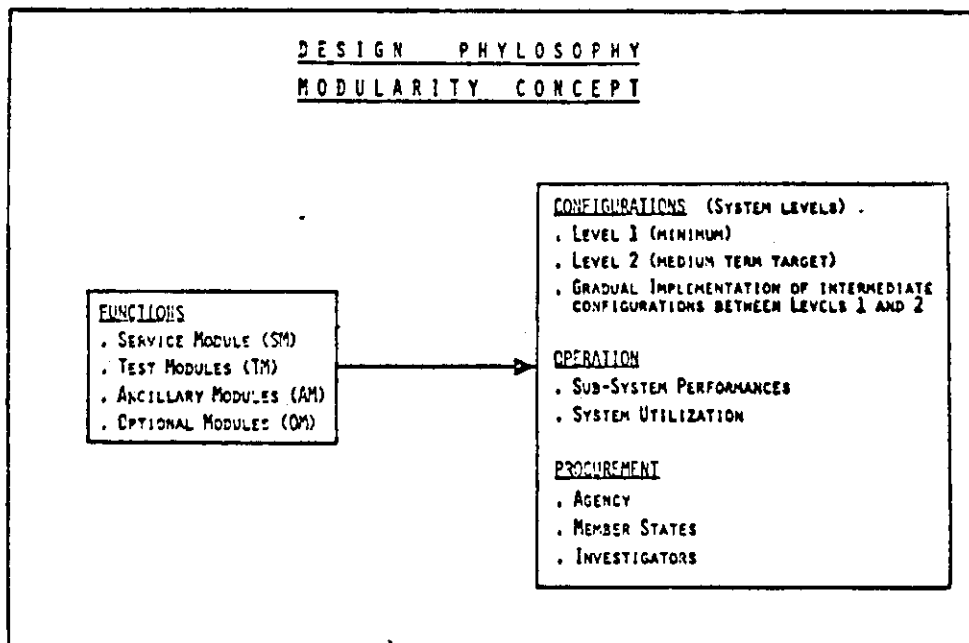 DESIGN PHYLOSOPHY
MODULARITY CONCEPT
FUNCTIONS
. SERVICE MODULE (SM)
. TEST MODULES (TM)
. ANCILLARY MODULES (AM)
. OPTIONAL MODULES (OM)
CONFIGURATIONS (SYSTEM LEVELS) .
. LEVEL 1 (MINIMUM)
. LEVEL 2 (MEDIUM TERM TARGET)
. GRADUAL IMPLEMENTATION OF INTERMEDIATE
CONFIGURATIONS BETWEEN LEVELS 1 AND 2
OPERATION
. SUB-SYSTEM PERFORMANCES
. SYSTEM UTILIZATION
PROCUREMENT
. AGENCY
. MEMBER STATES
. INVESTIGATORS